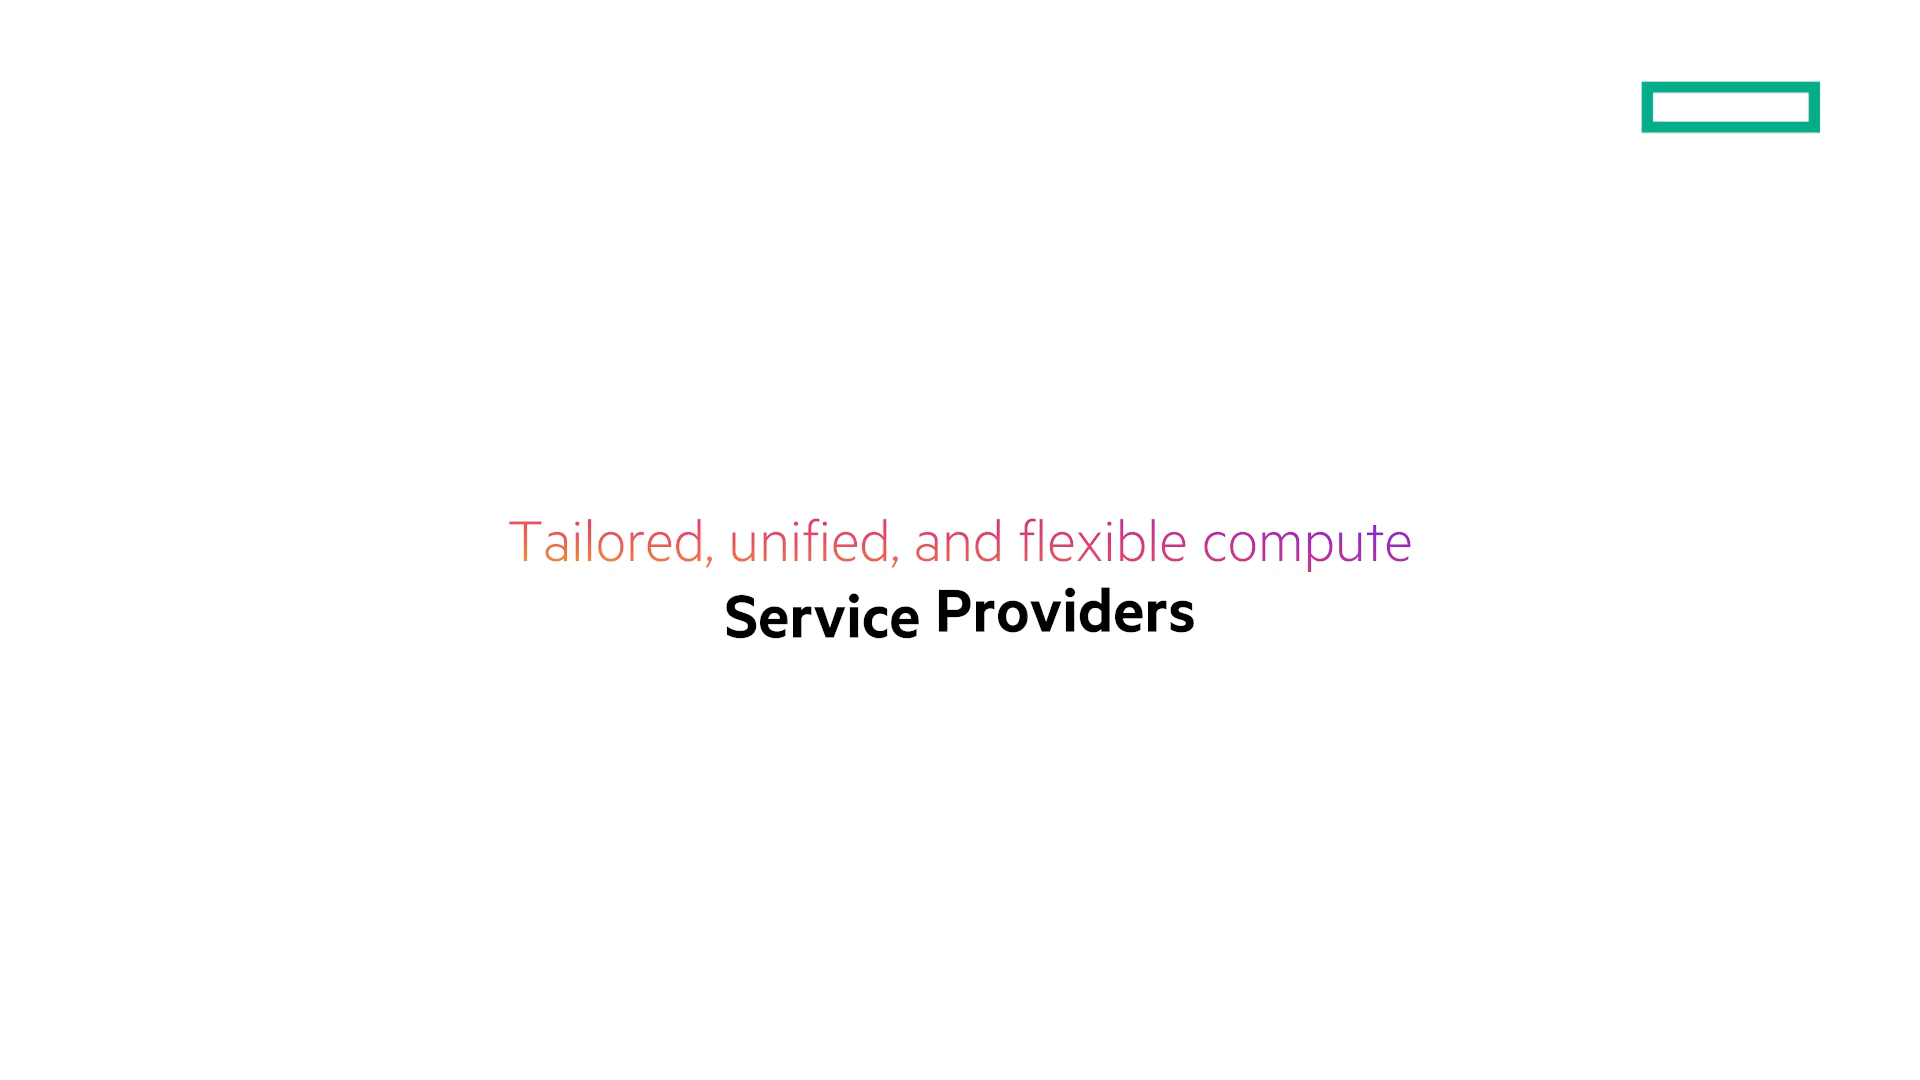 Tailored, unified, and flexible compute
Service Providers